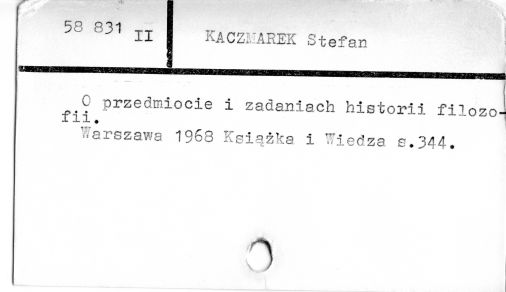 58 831 II
KACZMAREK Stefan
O przedmiocie i zadaniach historii filozo-
fii.
Warszawa 1968 Książka i Wiedza s.344.